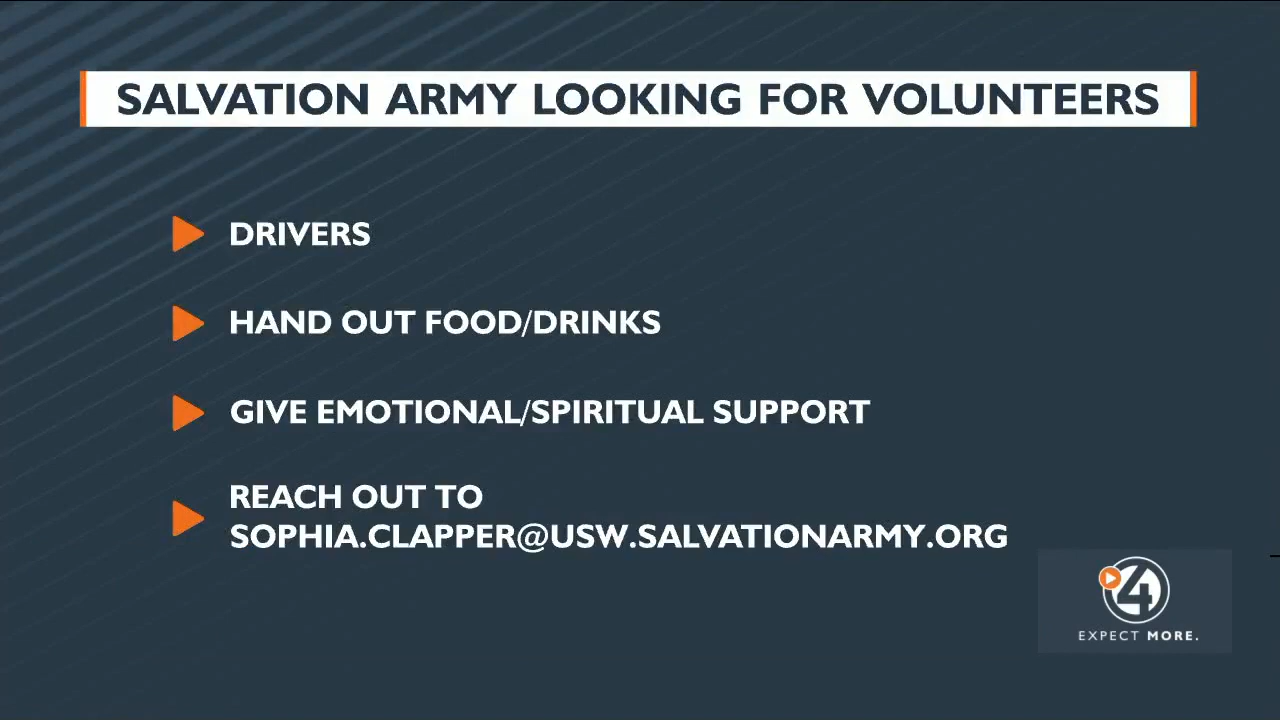 SALVATION ARMY LOOKING FOR VOLUNTEERS
DRIVERS
HAND OUT FOOD/DRINKS
GIVE EMOTIONAL/SPIRITUAL SUPPORT
REACH OUT TO
SOPHIA.CLAPPER@USW.SALVATIONARMY.ORG
4
EXPECT MORE.